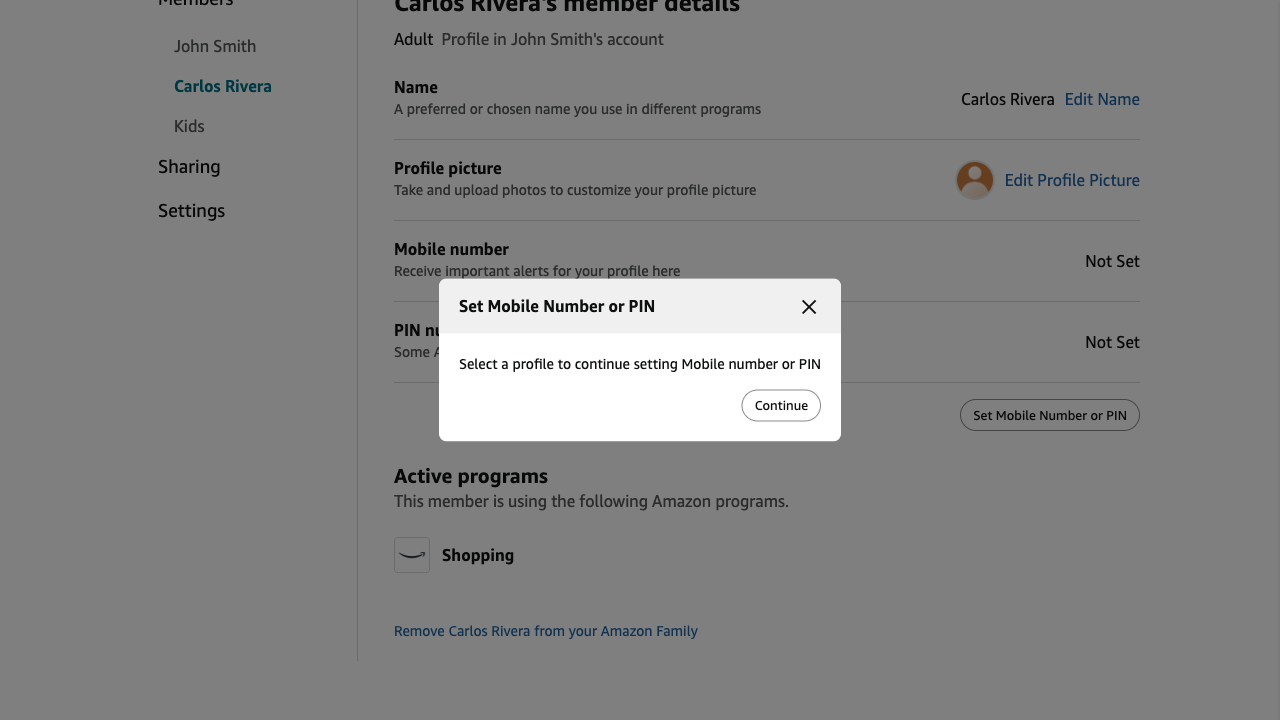 Members
Carlos Rivera's member details
John Smith
Adult Profile in John Smith's account
Carlos Rivera
Kids
Sharing
Settings
Name
A preferred or chosen name you use in different programs
Carlos Rivera Edit Name
Profile picture
Take and upload photos to customize your profile picture
Edit Profile Picture
Mobile number
Receive important alerts for your profile here
Not Set
PIN nu
Some A
Not Set
Set Mobile Number or PIN
Select a profile to continue setting Mobile number or PIN
Continue
Set Mobile Number or PIN
Active programs
This member is using the following Amazon programs.
Shopping
Remove Carlos Rivera from your Amazon Family